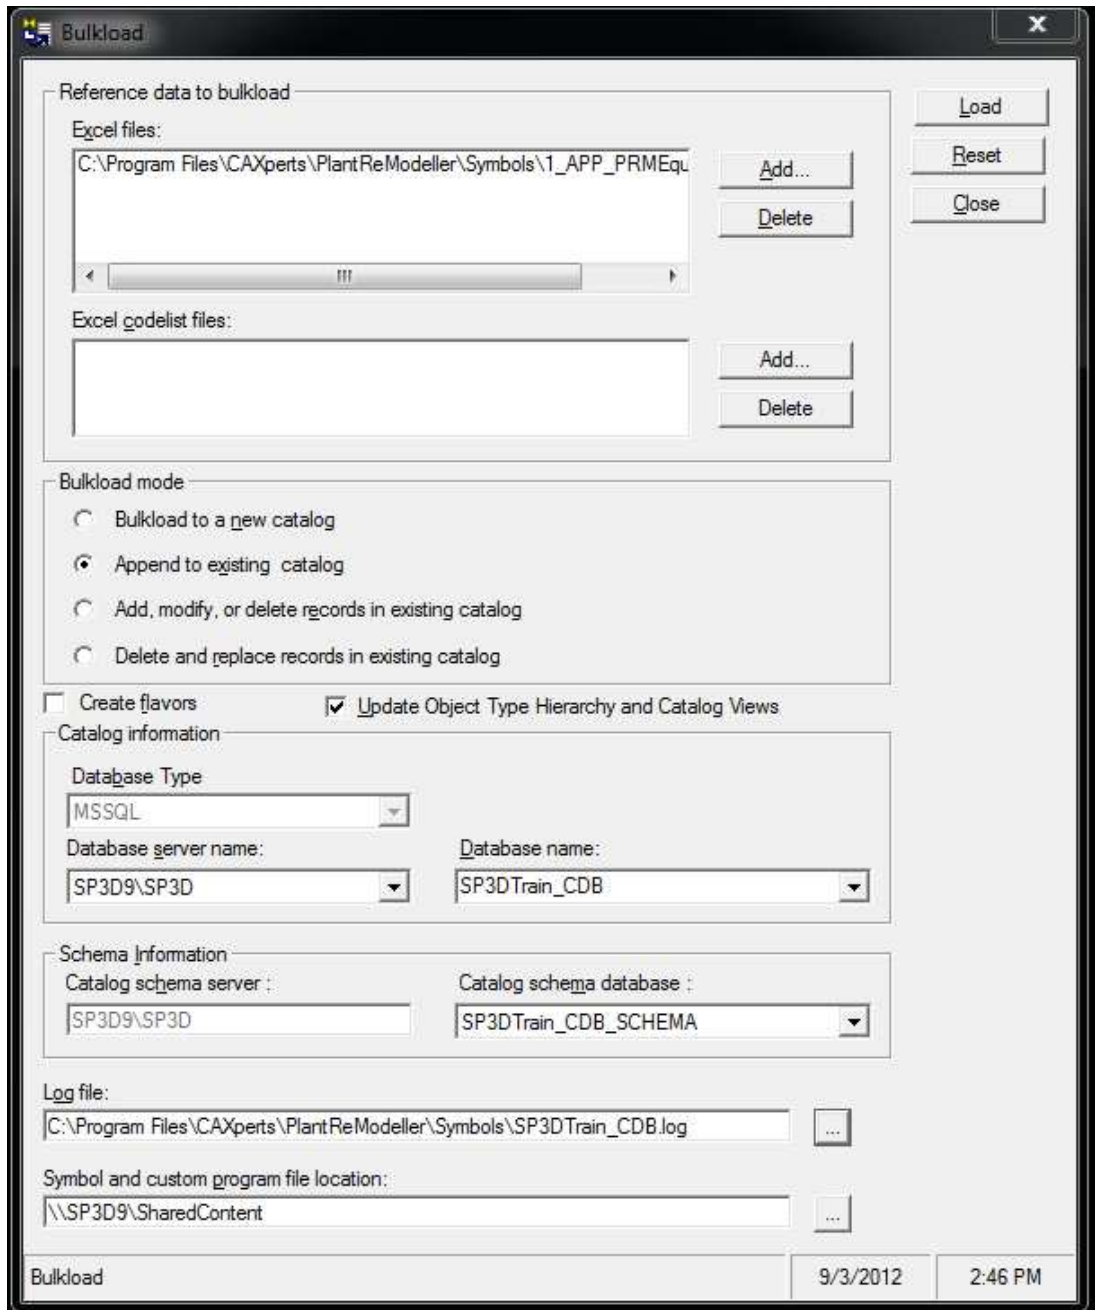 Bulkload
Reference data to bulkload
Load
Excel files:
C:\Program Files\CAXperts\PlantReModeller\Symbols\1_APP_PRMEqu
Add...
Reset
Delete
Close
Excel codelist files:
Add...
Delete
Bulkload mode
Bulkload to a new catalog
Append to existing  catalog
Add, modify, or delete records in existing catalog
Delete and replace records in existing catalog
Create flavors
Update Object Type Hierarchy and Catalog Views
Catalog information
Database Type
MSSQL
Database server name:
Database name:
SP3D9\SP3D
SP3DTrain_CDB
Schema Information
Catalog schema server :
Catalog schema database :
SP3D9\SP3D
SP3DTrain_CDB_SCHEMA
Log file:
C:\Program Files\CAXperts\PlantReModeller\Symbols\SP3DTrain_CDB.log
...
Symbol and custom program file location:
\\SP3D9\SharedContent
...
Bulkload
9/3/2012
2:46 PM